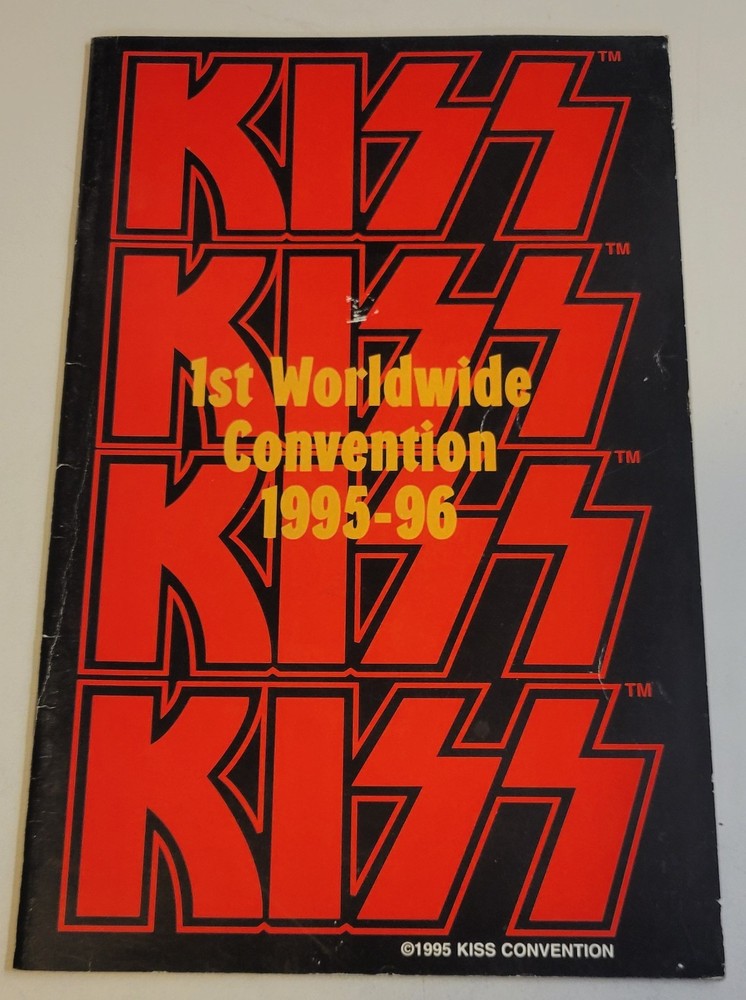 KISS™
KISS™
1st Worldwide
Convention
1995-96
KISS™
KISS™
©1995 KISS CONVENTION